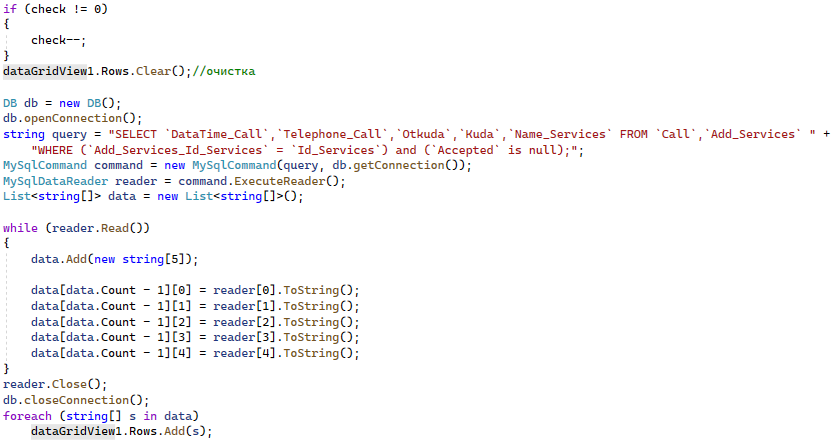 if (check != 0)
{
check--;
}
dataGridView1.Rows.Clear();//очистка
DB db = new DB();
db.openConnection();
string query = "SELECT `DataTime_Call`,`Telephone_Call`,`Otkuda`,`Kuda`,`Name_Services` FROM `Call`,`Add_Services` " +
"WHERE (`Add_Services_Id_Services` = `Id_Services`) and (`Accepted` is null);";
MySqlCommand command = new MySqlCommand(query, db.getConnection());
MySqlDataReader reader = command.ExecuteReader();
List<string[]> data = new List<string[]>();
while (reader.Read())
{
data.Add(new string[5]);
data[data.Count - 1][0] = reader[0].ToString();
data[data.Count - 1][1] = reader[1].ToString();
data[data.Count - 1][2] = reader[2].ToString();
data[data.Count - 1][3] = reader[3].ToString();
data[data.Count - 1][4] = reader[4].ToString();
}
reader.Close();
db.closeConnection();
foreach (string[] s in data)
dataGridView1.Rows.Add(s);